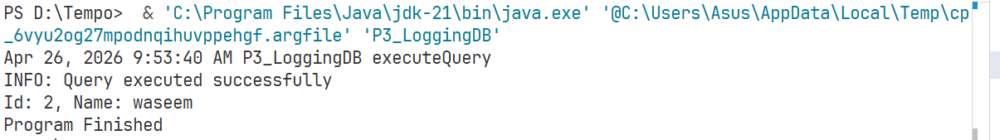 PS D:\Tempo>  & 'C:\Program Files\Java\jdk-21\bin\java.exe' '@C:\Users\Asus\AppData\Local\Temp\cp
_6vyu2og27mpodnqihuvppehgf.argfile' 'P3_LoggingDB'
Apr 26, 2026 9:53:40 AM P3_LoggingDB executeQuery
INFO: Query executed successfully
Id: 2, Name: waseem
Program Finished